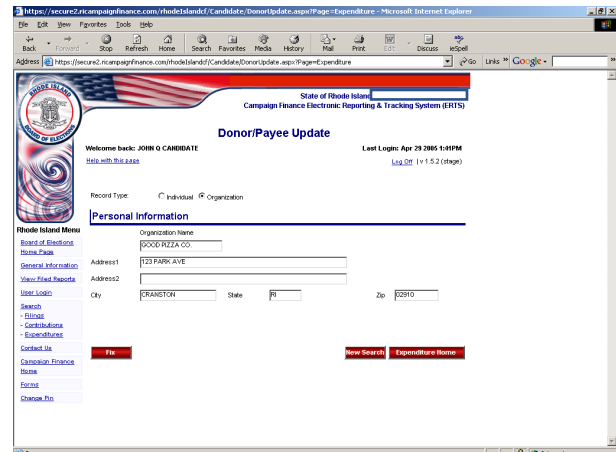 https://secure2.ricampaignfinance.com/rhodeislandcf/Candidate/DonorUpdate.aspx?Page=Expenditure - Microsoft Internet Explorer
File Edit View Favorites Tools Help
Back Forward Stop Refresh Home Search Favorites Media History Mail Print Edit Discuss ieSpell
Address https://secure2.ricampaignfinance.com/rhodeislandcf/Candidate/DonorUpdate.aspx?Page=Expenditure Go Links » Google »
RHODE ISLAND
BOARD OF ELECTIONS
State of Rhode Island
Campaign Finance Electronic Reporting & Tracking System (ERTS)
Donor/Payee Update
Welcome back: JOHN Q CANDIDATE Last Login: Apr 29 2005 1:41PM
Help with this page Log Off | v 1.5.2 (stage)
Record Type: Individual Organization
Personal Information
Organization Name
GOOD PIZZA CO.
Address1 123 PARK AVE
Address2
City CRANSTON State RI Zip 02910
Fix New Search Expenditure Home
Rhode Island Menu
Board of Elections
Home Page
General Information
View Filed Reports
User Login
Search
- Filings
- Contributions
- Expenditures
Contact Us
Campaign Finance
Home
Forms
Change Pin